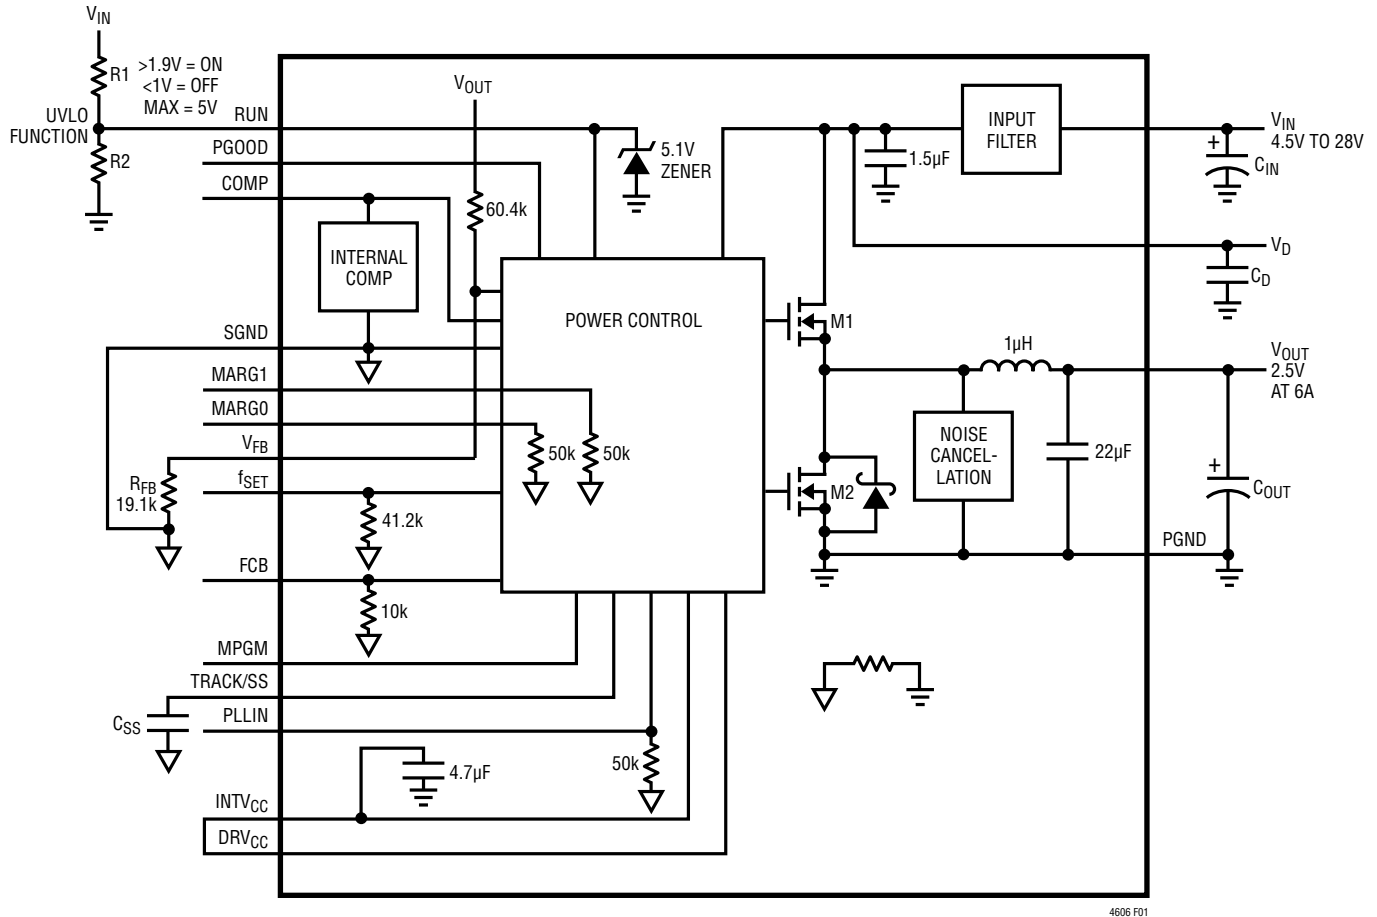 VIN
R1
>1.9V = ON
<1V = OFF
MAX = 5V
UVLO
FUNCTION
R2
RUN
PGOOD
COMP
VOUT
60.4k
5.1V
ZENER
INTERNAL
COMP
POWER CONTROL
1.5µF
INPUT
FILTER
VIN
4.5V TO 28V
+
CIN
VD
CD
M1
SGND
MARG1
MARG0
VFB
RFB
19.1k
fSET
41.2k
50k
50k
FCB
10k
1µH
VOUT
2.5V
AT 6A
NOISE
CANCEL-
LATION
22µF
+
COUT
M2
PGND
MPGM
TRACK/SS
CSS
PLLIN
50k
4.7µF
INTVCC
DRVCC
4606 F01